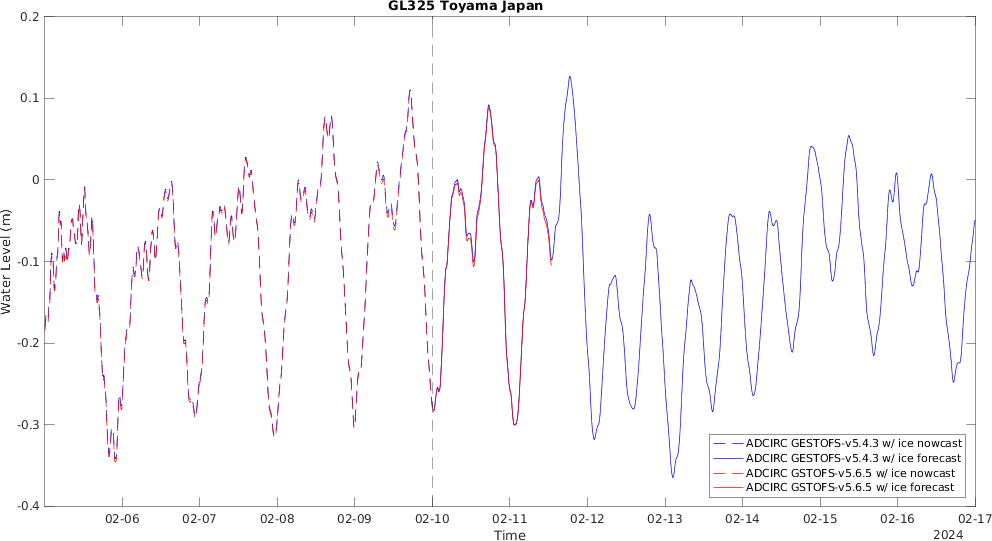 GL325 Toyama Japan
0.2
0.1
0
-0.1
-0.2
-0.3
-0.4
Water Level (m)
ADCIRC GESTOFS-v5.4.3 w/ ice nowcast
ADCIRC GESTOFS-v5.4.3 w/ ice forecast
ADCIRC GSTOFS-v5.6.5 w/ ice nowcast
ADCIRC GSTOFS-v5.6.5 w/ ice forecast
02-06 02-07 02-08 02-09 02-10 02-11 02-12 02-13 02-14 02-15 02-16 02-17
Time
2024